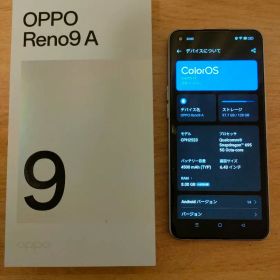 OPPO
Reno9 A
9
oppo
デバイスについて
ColorOS
デバイス名
OPPO Reno9 A
ストレージ
モデル
CPH2523
プロセッサ
Qualcomm®
Snapdragon™ 695
5G Octa-core
バッテリー容量
4500 mAh (TYP)
画面サイズ
6.43 インチ
RAM
8.00 GB
Android バージョン
14
バージョン